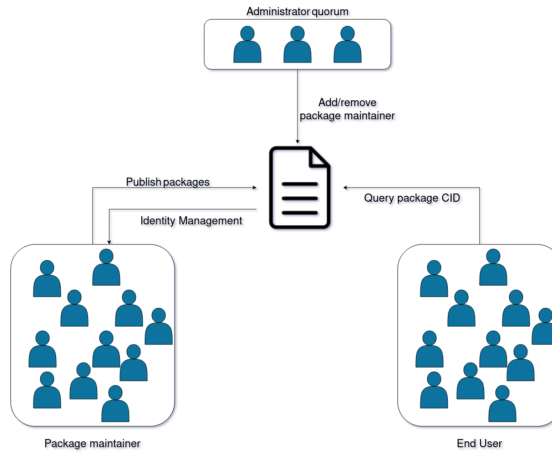 Administrator quorum
Add/remove
package maintainer
Publish packages
Query package CID
Identity Management
Package maintainer
End User